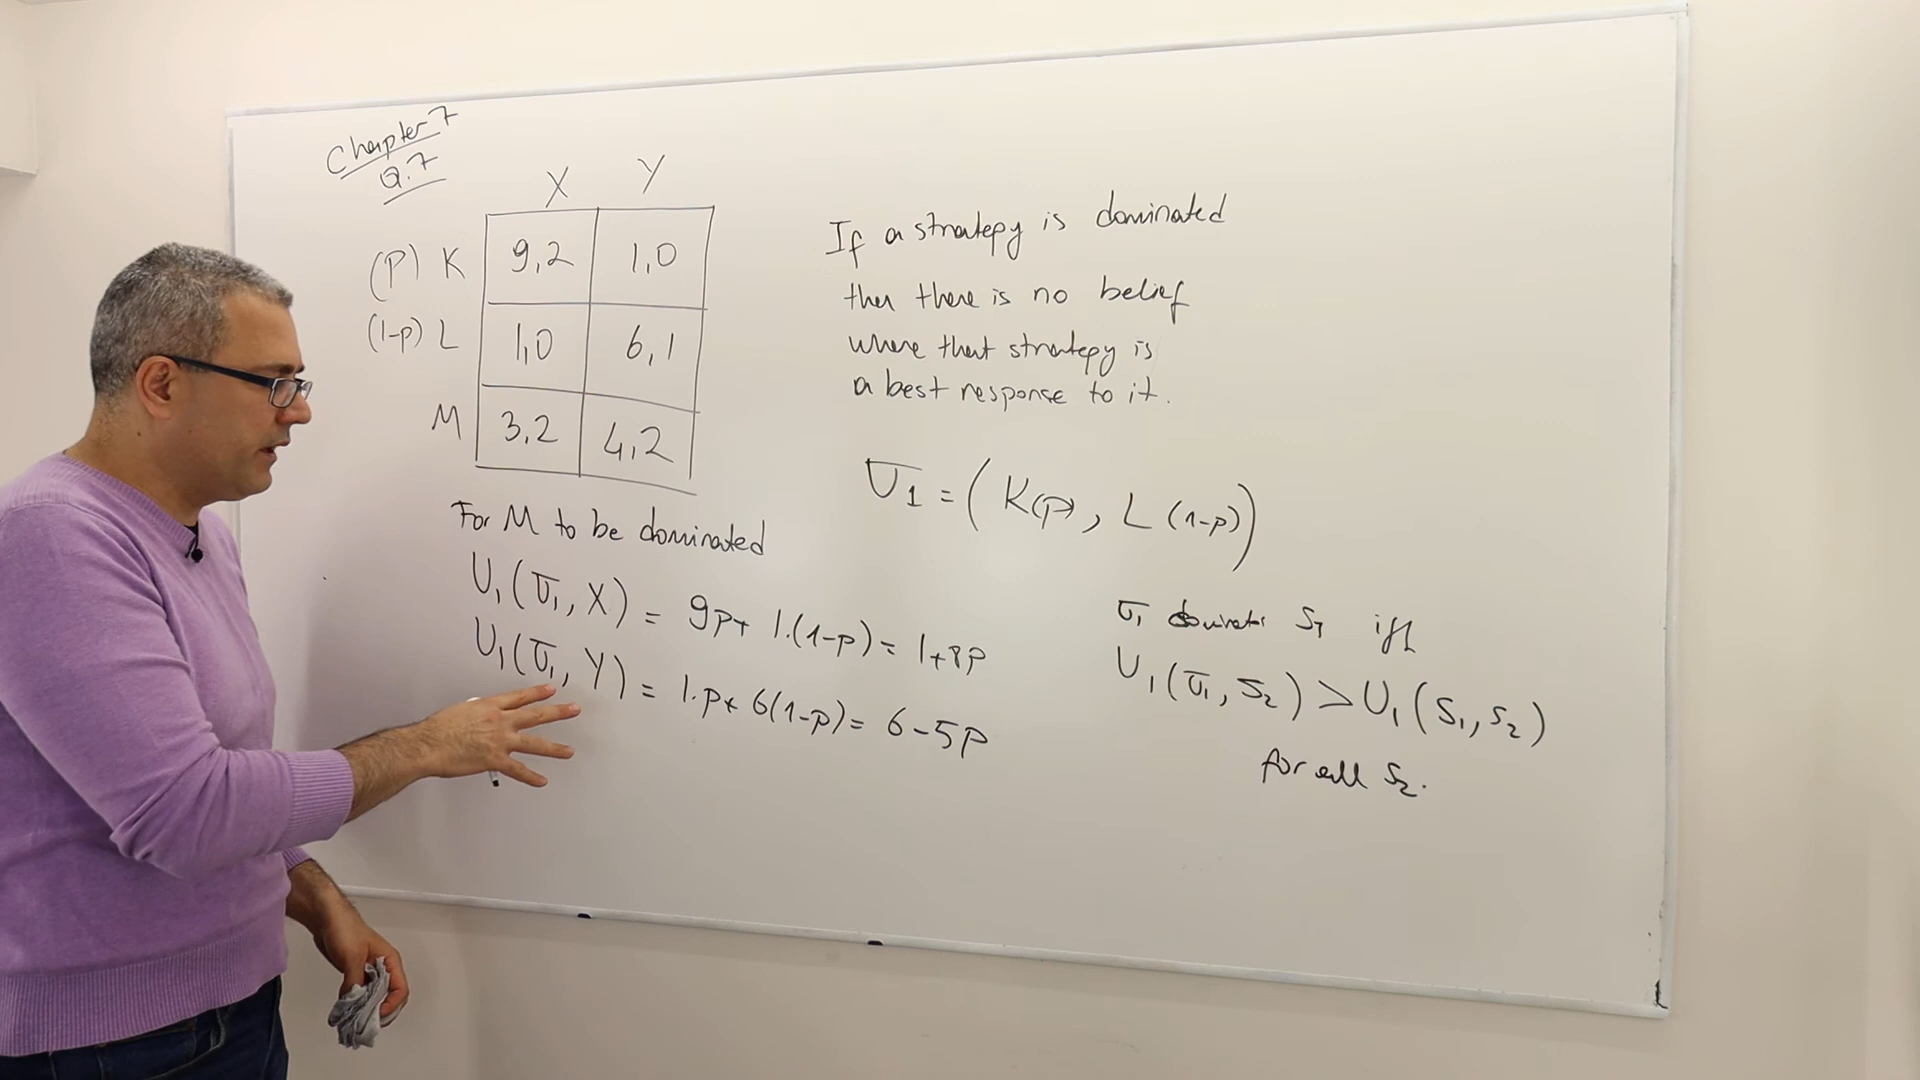 Chapter 7
Q.7
X Y
(P) K 9,2 1,0
(1-p) L 1,0 6,1
M 3,2 4,2
For M to be dominated
U₁(σ₁, X) = 9p+ 1.(1-p) = 1+8p
U₁(σ₁, Y) = 1.p+ 6(1-p) = 6-5p
If a strategy is dominated
then there is no belief
where that strategy is
a best response to it.
σ₁ = (K(p), L(1-p))
σ₁ S₁ iff
U₁(σ₁, S₂) > U₁(S₁, S₂)
for all S₂.